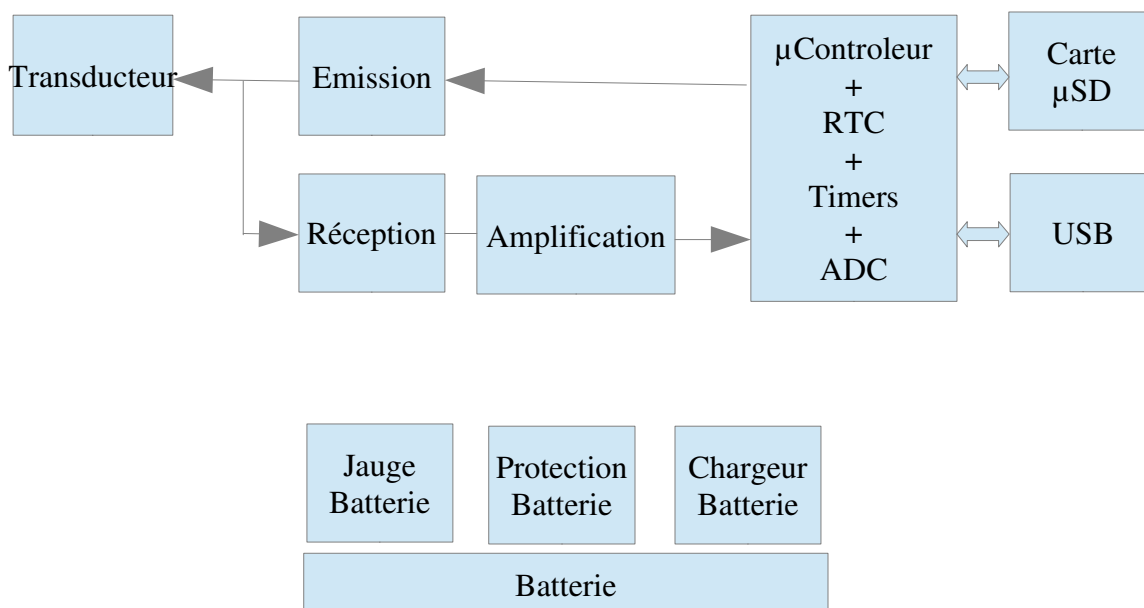 Transducteur
Emission
µControleur
+
RTC
+
Timers
+
ADC
Carte
µSD
Réception
Amplification
USB
Jauge
Batterie
Protection
Batterie
Chargeur
Batterie
Batterie